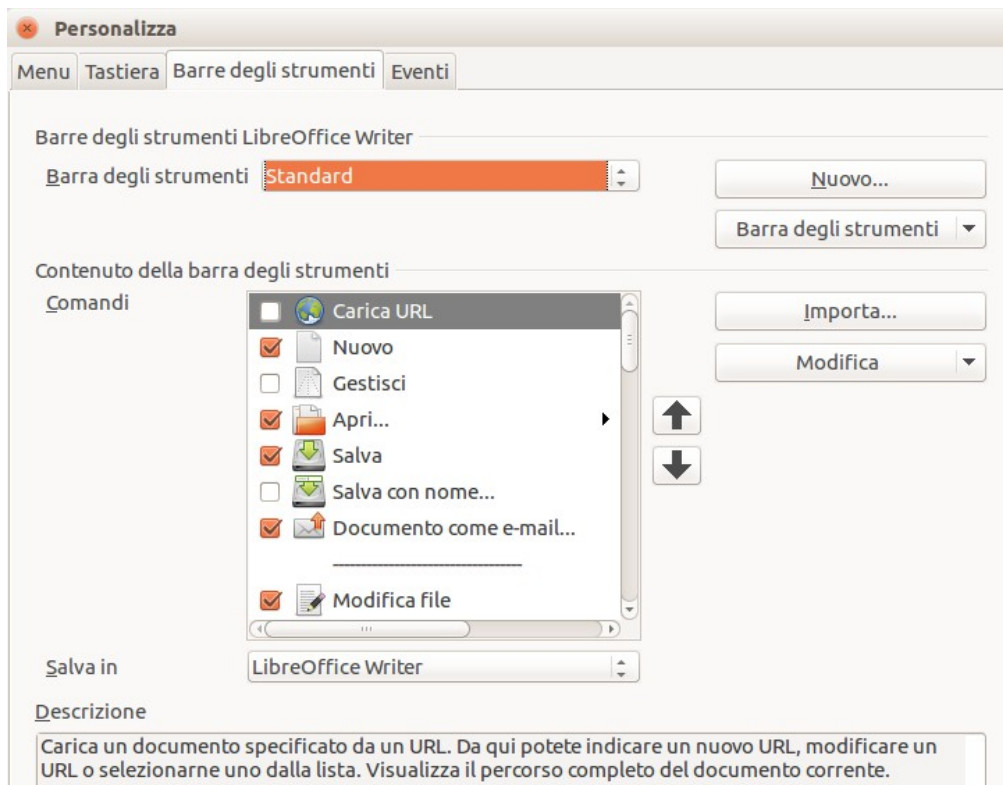 Personalizza
Menu Tastiera Barre degli strumenti Eventi
Barre degli strumenti LibreOffice Writer
Barra degli strumenti Standard Nuovo...
Barra degli strumenti
Contenuto della barra degli strumenti
Comandi Carica URL Importa...
Nuovo
Modifica
Gestisci
Apri...
Salva
Salva con nome...
Documento come e-mail...
Modifica file
Salva in LibreOffice Writer
Descrizione
Carica un documento specificato da un URL. Da qui potete indicare un nuovo URL, modificare un
URL o selezionarne uno dalla lista. Visualizza il percorso completo del documento corrente.